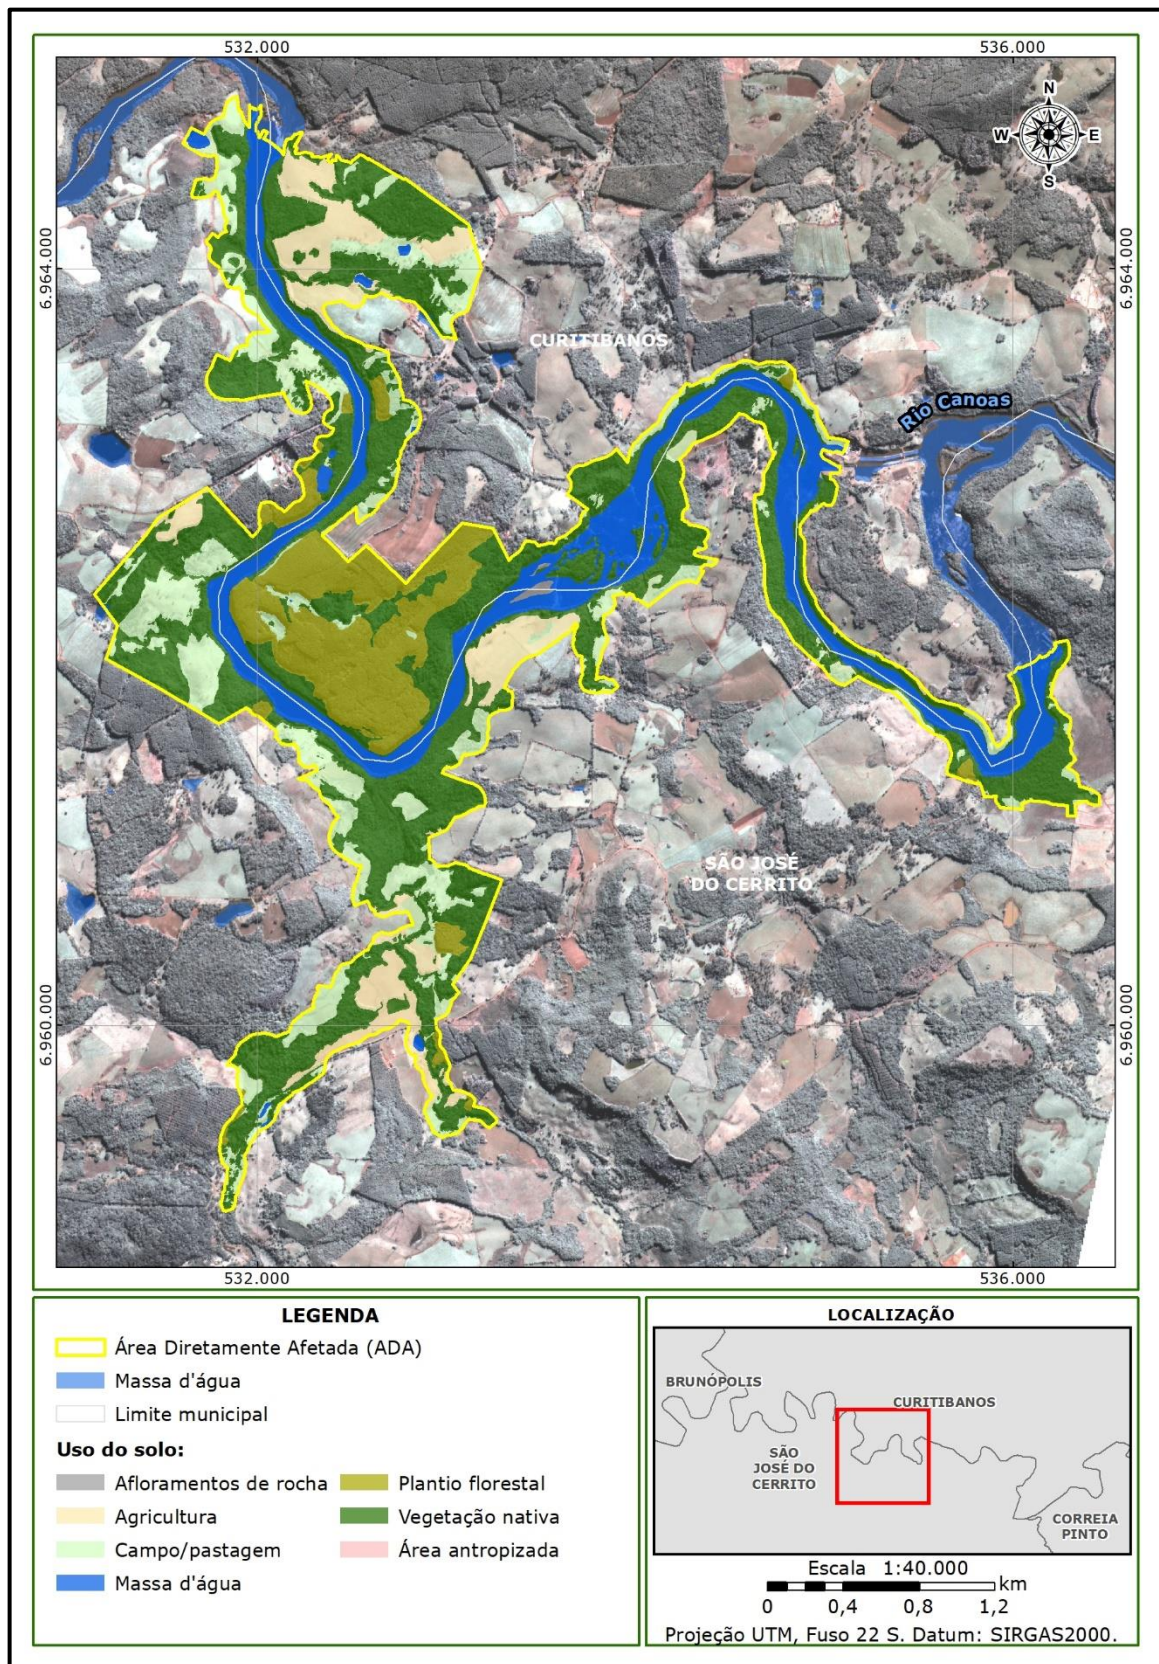 532.000
536.000
N
W
E
S
6.964.000
6.964.000
CURITIBANOS
Rio Canoas
SÃO JOSÉ
DO CERRITO
6.960.000
6.960.000
532.000
536.000
LEGENDA
Área Diretamente Afetada (ADA)
Massa d'água
Limite municipal
Uso do solo:
Afloramentos de rocha
Agricultura
Campo/pastagem
Massa d'água
Plantio florestal
Vegetação nativa
Área antropizada
LOCALIZAÇÃO
BRUNÓPOLIS
CURITIBANOS
SÃO
JOSÉ DO
CERRITO
CORREIA
PINTO
Escala 1:40.000
km
0 0,4 0,8 1,2
Projeção UTM, Fuso 22 S. Datum: SIRGAS2000.